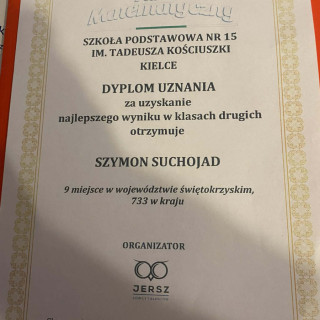 Matematyczny
SZKOŁA PODSTAWOWA NR 15
IM. TADEUSZA KOŚCIUSZKI
KIELCE
DYPLOM UZNANIA
za uzyskanie
najlepszego wyniku w klasach drugich
otrzymuje
SZYMON SUCHOJAD
9 miejsce w województwie świętokrzyskim,
733 w kraju
ORGANIZATOR
JERSZ